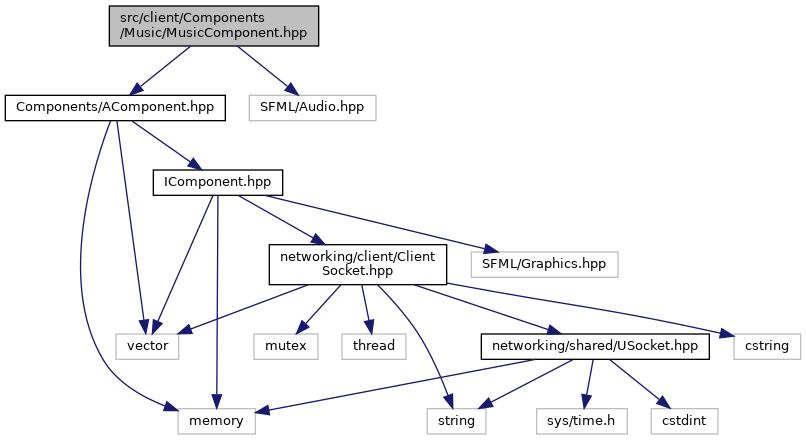 src/client/Components
/Music/MusicComponent.hpp
Components/AComponent.hpp
SFML/Audio.hpp
IComponent.hpp
networking/client/Client
Socket.hpp
SFML/Graphics.hpp
vector
mutex
thread
networking/shared/USocket.hpp
cstring
memory
string
sys/time.h
cstdint